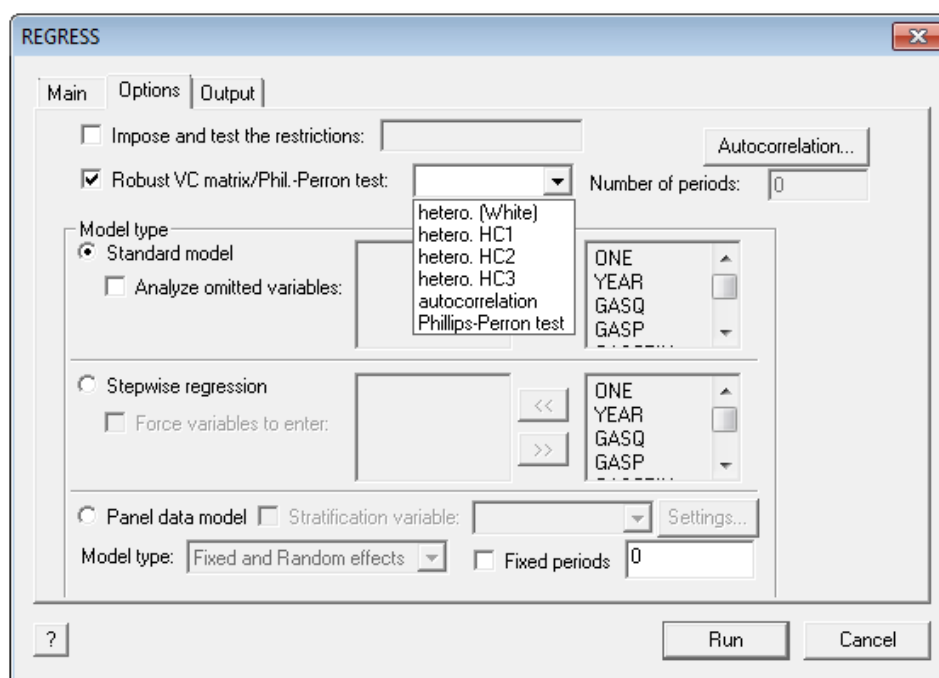 REGRESS
Main Options Output
Impose and test the restrictions:
Autocorrelation...
Robust VC matrix/Phil.-Perron test:
Number of periods: 0
hetero. (White)
hetero. HC1
hetero. HC2
hetero. HC3
autocorrelation
Phillips-Perron test
Model type
Standard model
Analyze omitted variables:
ONE
YEAR
GASQ
GASP
Stepwise regression
Force variables to enter:
<<
>>
ONE
YEAR
GASQ
GASP
Panel data model Stratification variable: Settings...
Model type: Fixed and Random effects Fixed periods 0
? Run Cancel